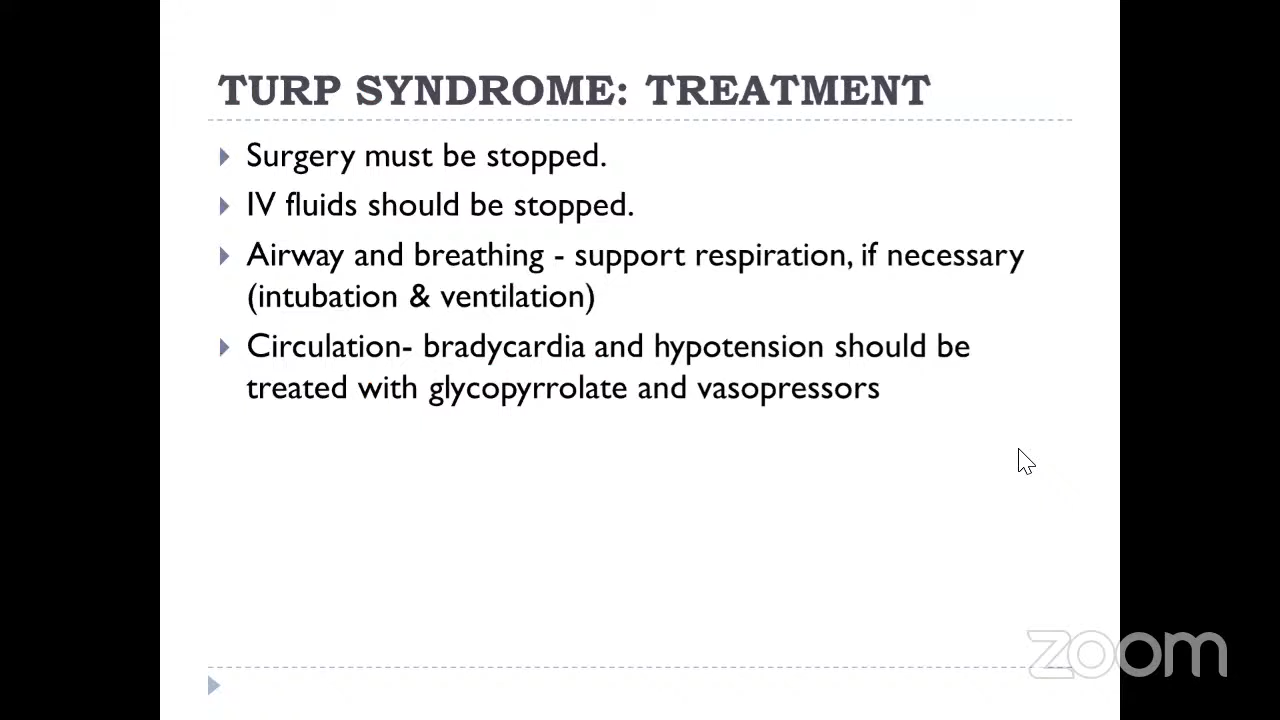 TURP SYNDROME: TREATMENT
Surgery must be stopped.
IV fluids should be stopped.
Airway and breathing - support respiration, if necessary
(intubation & ventilation)
Circulation- bradycardia and hypotension should be
treated with glycopyrrolate and vasopressors
zoom